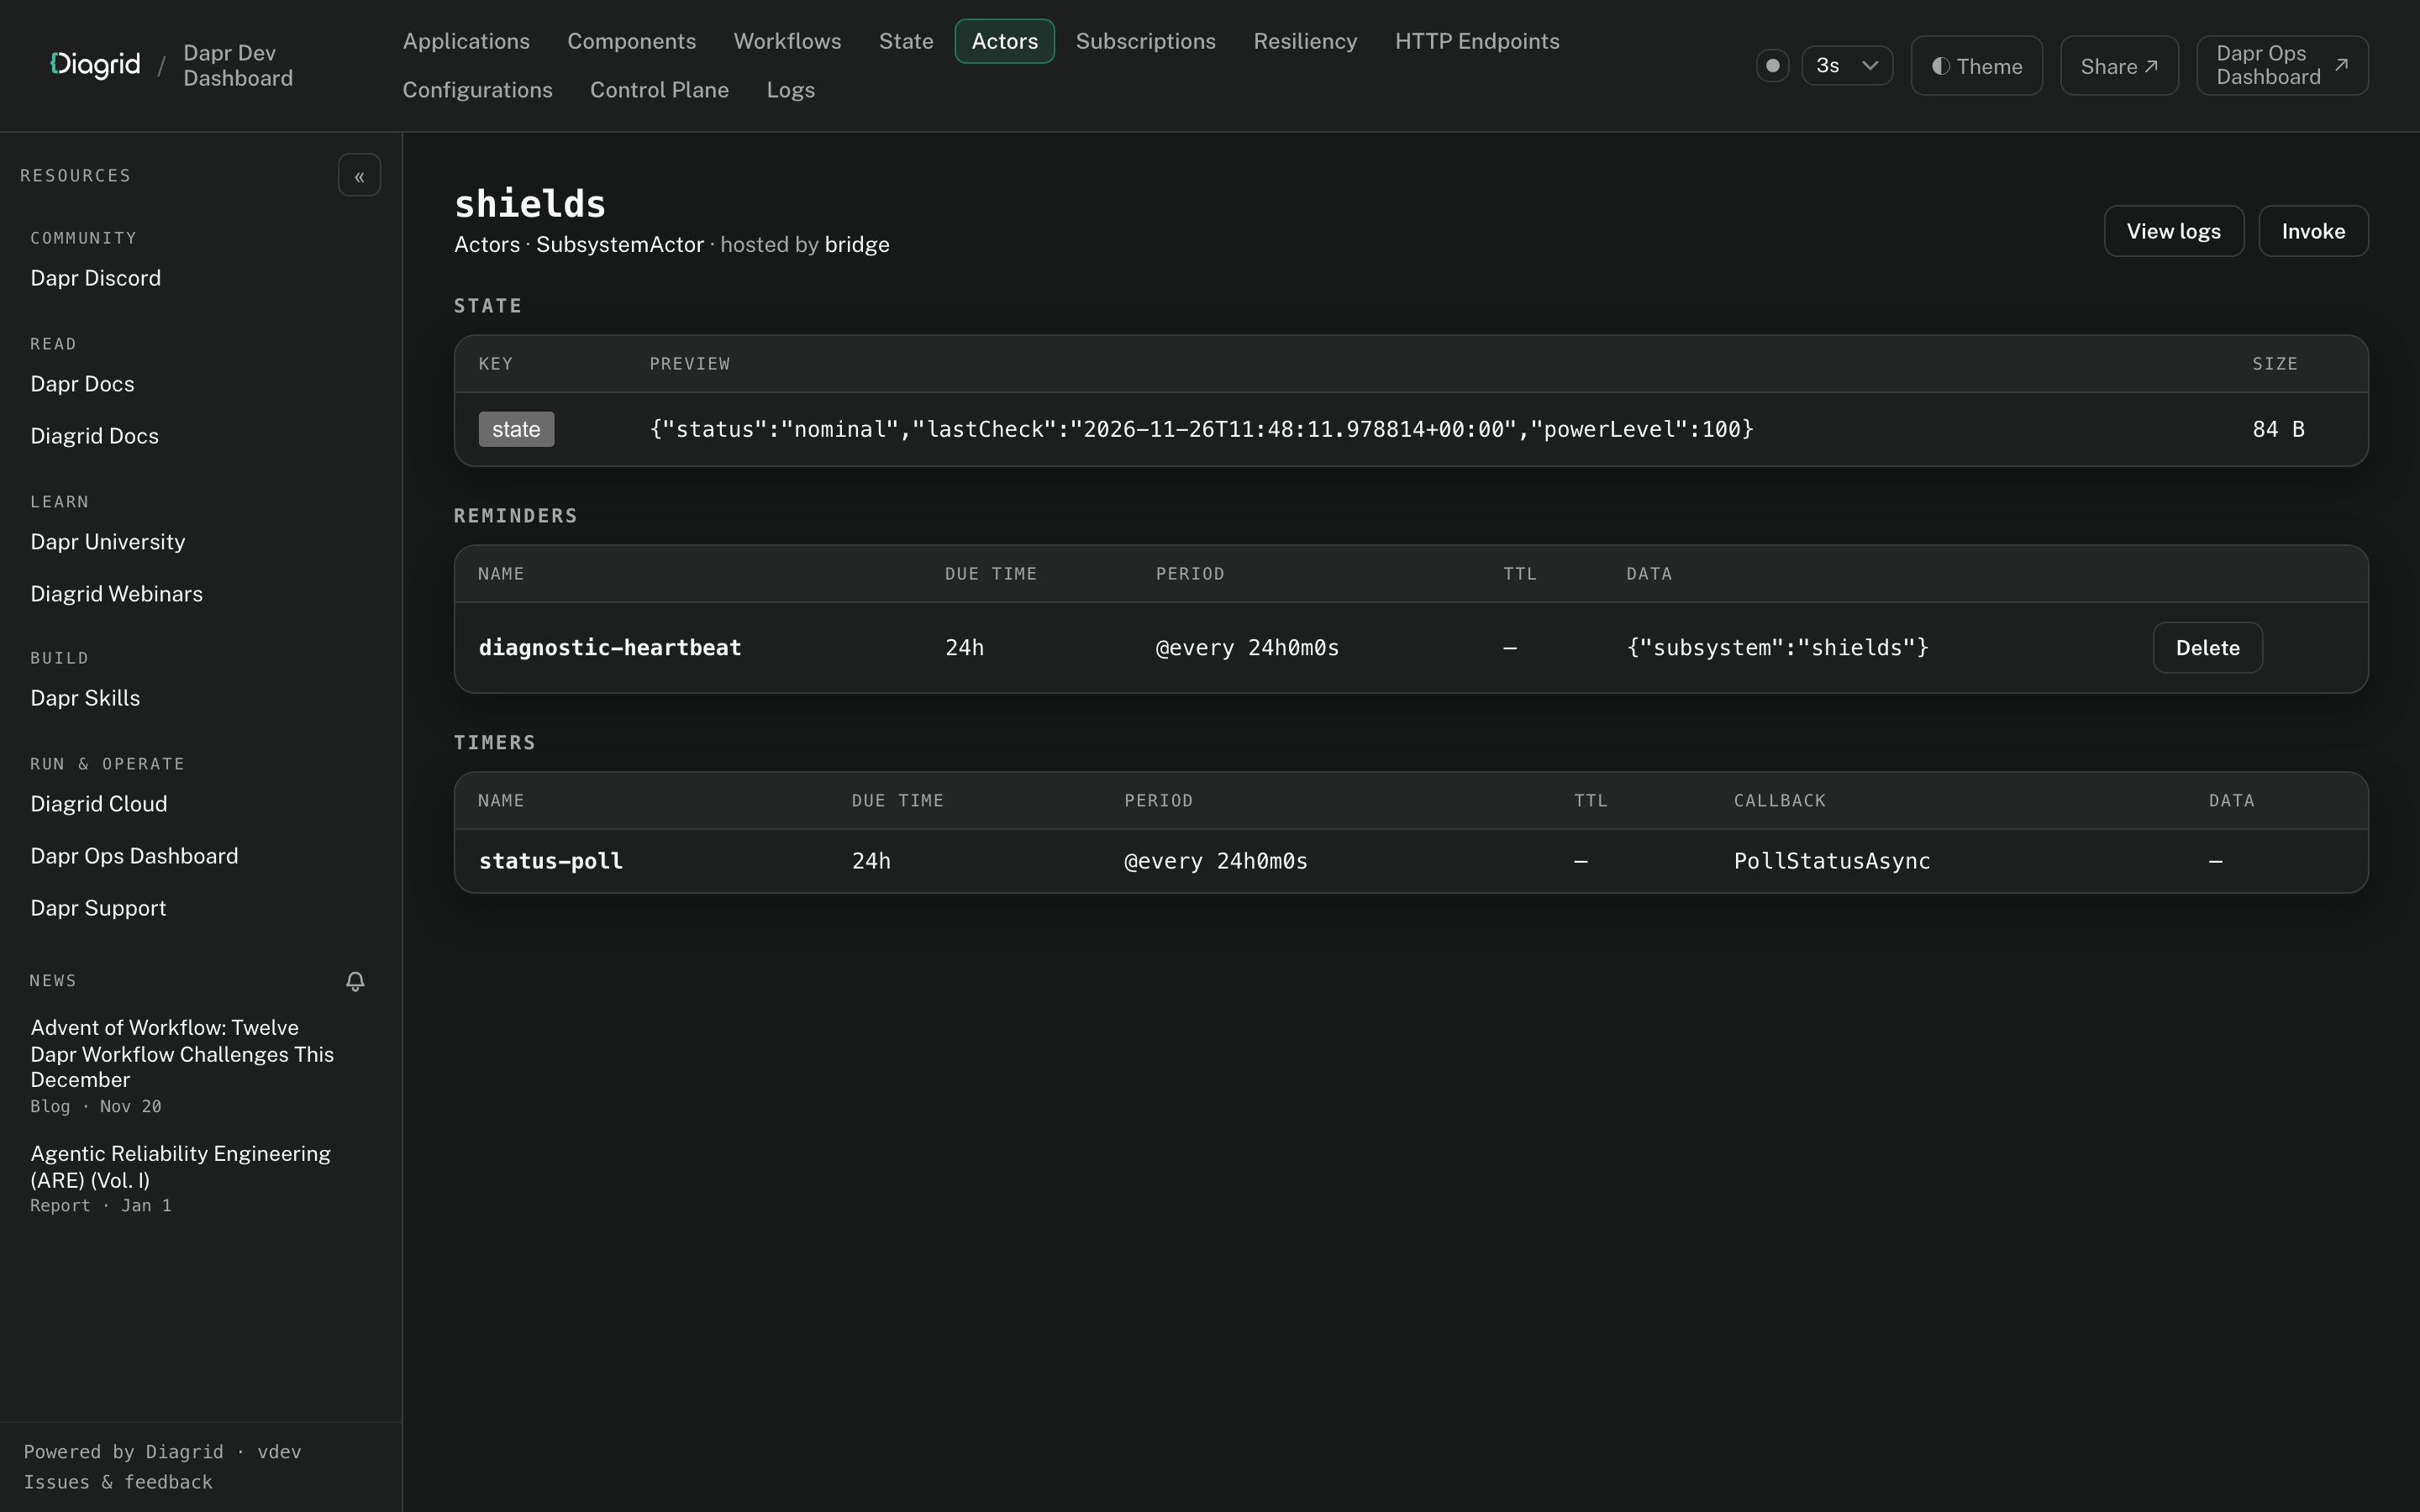 Diagrid / Dapr Dev Dashboard
Applications Components Workflows State Actors Subscriptions Resiliency HTTP Endpoints
Configurations Control Plane Logs
3s Theme Share ↗ Dapr Ops Dashboard ↗
RESOURCES «
COMMUNITY
Dapr Discord
READ
Dapr Docs
Diagrid Docs
LEARN
Dapr University
Diagrid Webinars
BUILD
Dapr Skills
RUN & OPERATE
Diagrid Cloud
Dapr Ops Dashboard
Dapr Support
NEWS
Advent of Workflow: Twelve
Dapr Workflow Challenges This
December
Blog · Nov 20
Agentic Reliability Engineering
(ARE) (Vol. I)
Report · Jan 1
Powered by Diagrid · vdev
Issues & feedback
shields
Actors · SubsystemActor · hosted by bridge
View logs Invoke
STATE
KEY PREVIEW SIZE
state {"status":"nominal","lastCheck":"2026-11-26T11:48:11.978814+00:00","powerLevel":100} 84 B
REMINDERS
NAME DUE TIME PERIOD TTL DATA
diagnostic-heartbeat 24h @every 24h0m0s — {"subsystem":"shields"} Delete
TIMERS
NAME DUE TIME PERIOD TTL CALLBACK DATA
status-poll 24h @every 24h0m0s — PollStatusAsync —